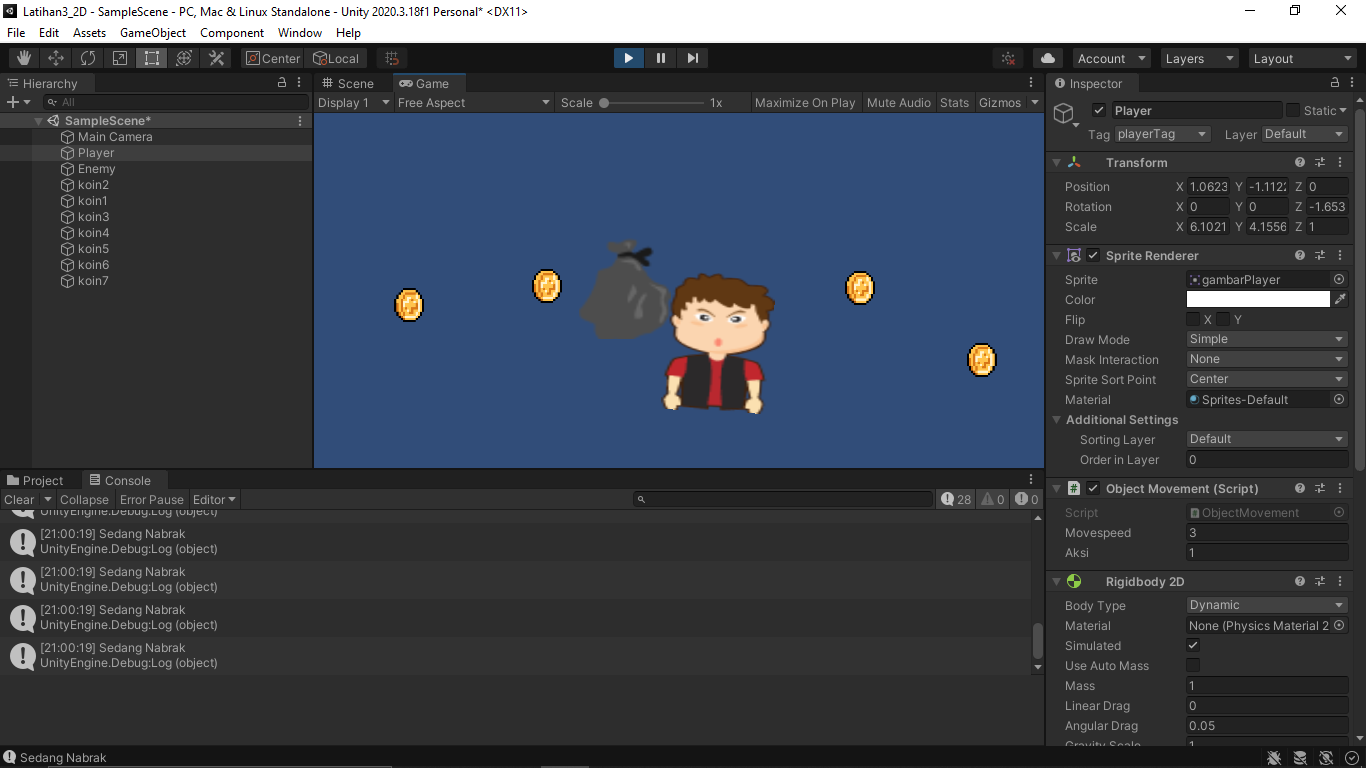 Latihan3_2D - SampleScene - PC, Mac & Linux Standalone - Unity 2020.3.18f1 Personal* <DX11>
File Edit Assets GameObject Component Window Help
Center Local Account Layers Layout
Hierarchy
All
SampleScene*
Main Camera
Player
Enemy
koin2
koin1
koin3
koin4
koin5
koin6
koin7
Scene Game
Display 1 Free Aspect Scale 1x Maximize On Play Mute Audio Stats Gizmos
Project Console
Clear Collapse Error Pause Editor 28 0 0
UnityEngine.Debug:Log (object)
[21:00:19] Sedang Nabrak
UnityEngine.Debug:Log (object)
[21:00:19] Sedang Nabrak
UnityEngine.Debug:Log (object)
[21:00:19] Sedang Nabrak
UnityEngine.Debug:Log (object)
[21:00:19] Sedang Nabrak
UnityEngine.Debug:Log (object)
Sedang Nabrak
Inspector
Player Static
Tag playerTag Layer Default
Transform
Position X 1.0623 Y -1.1122 Z 0
Rotation X 0 Y 0 Z -1.653
Scale X 6.1021 Y 4.1556 Z 1
Sprite Renderer
Sprite gambarPlayer
Color
Flip X Y
Draw Mode Simple
Mask Interaction None
Sprite Sort Point Center
Material Sprites-Default
Additional Settings
Sorting Layer Default
Order in Layer 0
Object Movement (Script)
Script ObjectMovement
Movespeed 3
Aksi 1
Rigidbody 2D
Body Type Dynamic
Material None (Physics Material 2
Simulated
Use Auto Mass
Mass 1
Linear Drag 0
Angular Drag 0.05
Gravity Scale 1